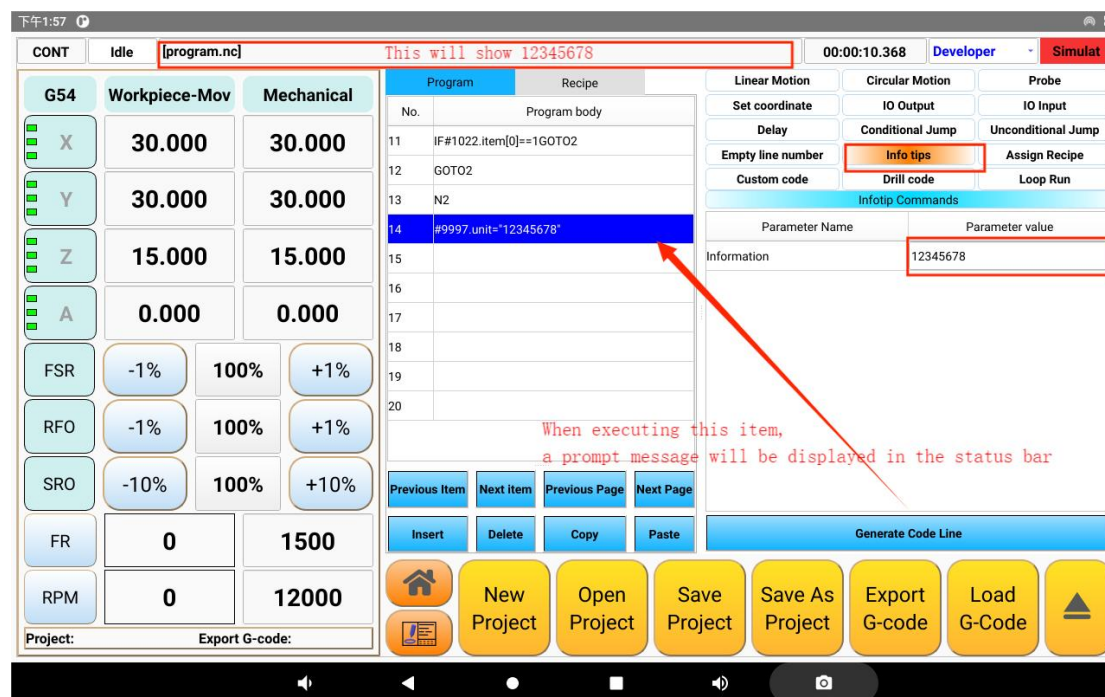 下午1:57
CONT Idle [program.nc] This will show 12345678 00:00:10.368 Developer Simulat
G54 Workpiece-Mov Mechanical
X 30.000 30.000
Y 30.000 30.000
Z 15.000 15.000
A 0.000 0.000
FSR -1% 100% +1%
RFO -1% 100% +1%
SRO -10% 100% +10%
FR 0 1500
RPM 0 12000
Project: Export G-code:
Program Recipe
No. Program body
11 IF#1022.item[0]==1GOTO2
12 GOTO2
13 N2
14 #9997.unit="12345678"
15
16
17
18
19
20
When executing this item,
a prompt message will be displayed in the status bar
Previous Item Next item Previous Page Next Page
Insert Delete Copy Paste
Linear Motion Circular Motion Probe
Set coordinate IO Output IO Input
Delay Conditional Jump Unconditional Jump
Empty line number Info tips Assign Recipe
Custom code Drill code Loop Run
Infotip Commands
Parameter Name Parameter value
Information 12345678
Generate Code Line
New Project Open Project Save Project Save As Project Export G-code Load G-Code